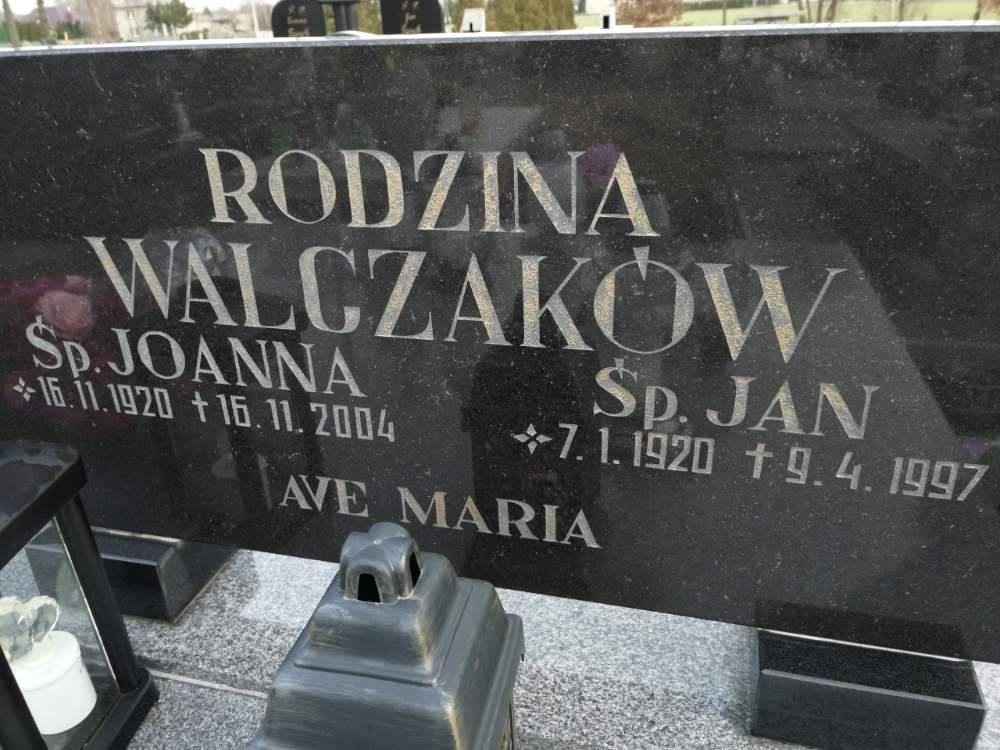 RODZINA
WALCZAKÓW
Śp. JOANNA
16.11.1920 † 16.11.2004
Śp. JAN
7.1.1920 † 9.4.1997
AVE MARIA